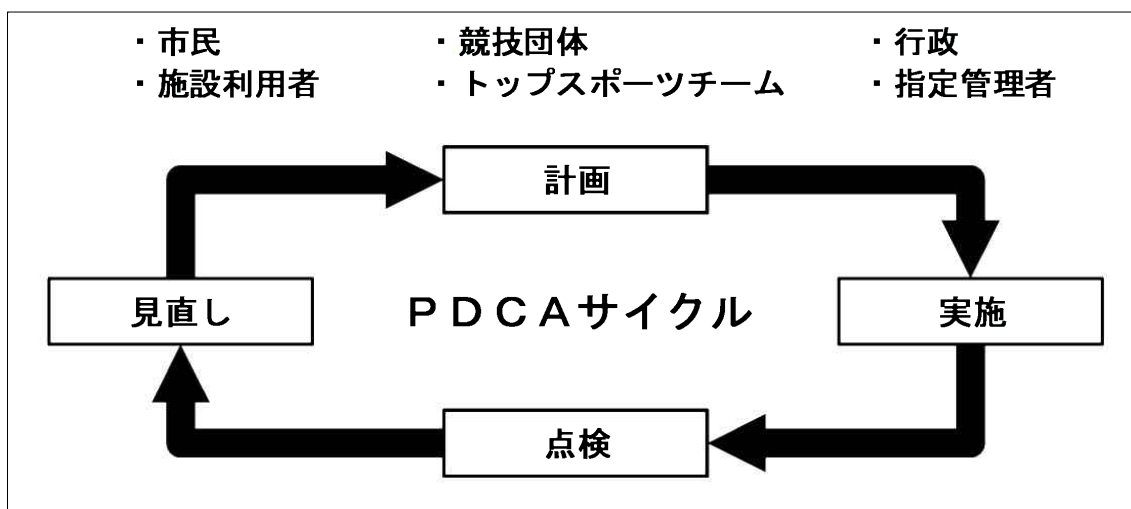 ・市民　・競技団体　・行政
・施設利用者　・トップスポーツチーム　・指定管理者
計画
見直し　ＰＤＣＡサイクル　実施
点検